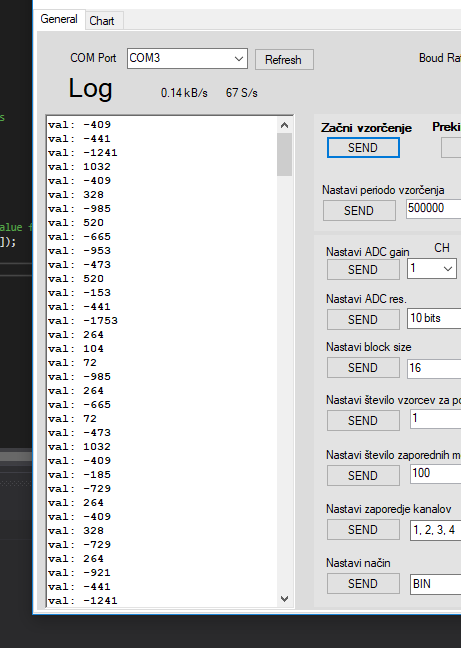 General
Chart
COM Port
COM3
Refresh
Boud Ra
Log
0.14 kB/s
67 S/s
s
alue f
]);
val: -409
val: -441
val: -1241
val: 1032
val: -409
val: 328
val: -985
val: 520
val: -665
val: -953
val: -473
val: 520
val: -153
val: -441
val: -1753
val: 264
val: 104
val: 72
val: -985
val: 264
val: -665
val: 72
val: -473
val: 1032
val: -409
val: -185
val: -729
val: 264
val: -409
val: 328
val: -729
val: 264
val: -921
val: -441
val: -1241
Začni vzorčenje
Preki
SEND
Nastavi periodo vzorčenja
SEND
500000
Nastavi ADC gain
CH
SEND
1
Nastavi ADC res.
SEND
10 bits
Nastavi block size
SEND
16
Nastavi število vzorcev za po
SEND
1
Nastavi število zaporednih m
SEND
100
Nastavi zaporedje kanalov
SEND
1, 2, 3, 4
Nastavi način
SEND
BIN